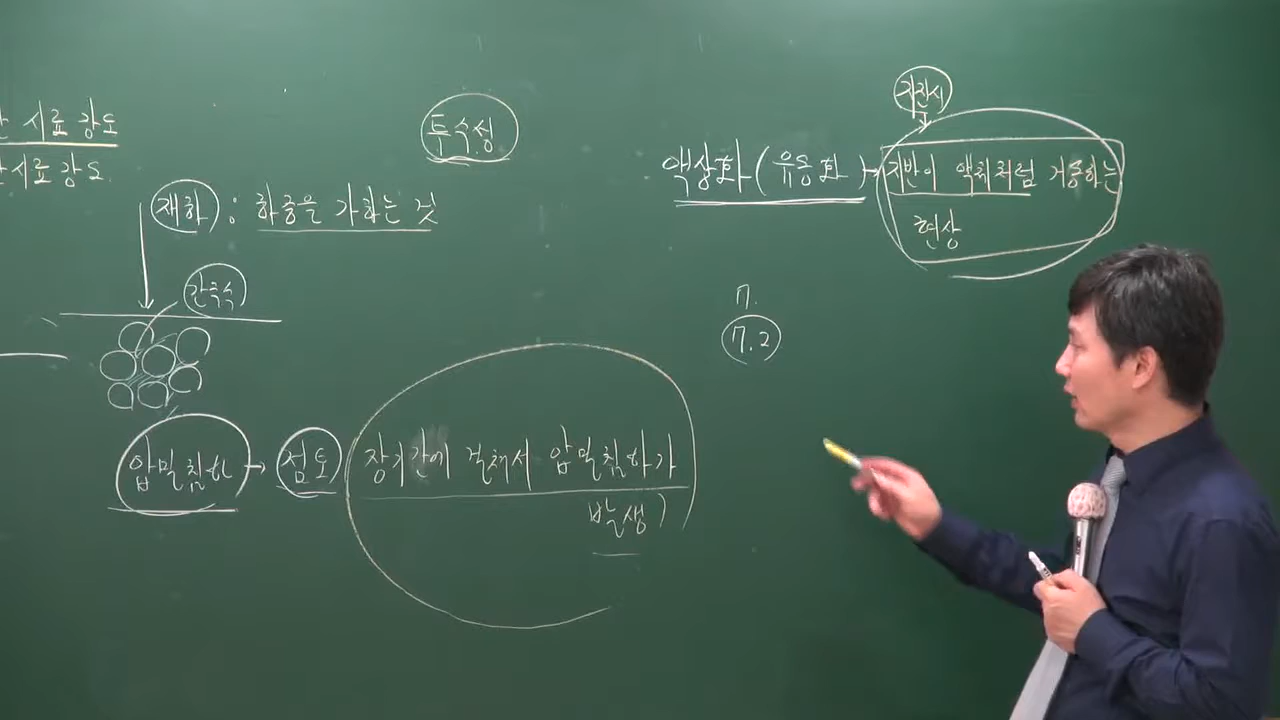 시료 강도
시료 강도
재하 : 하중을 가하는 것
간극수
압밀침하 → 점토(장기간에 걸쳐서 압밀침하가
발생)
투수성
지진시
액상화(유동화) → 지반이 액체처럼 거동하는
현상
7.
7.2